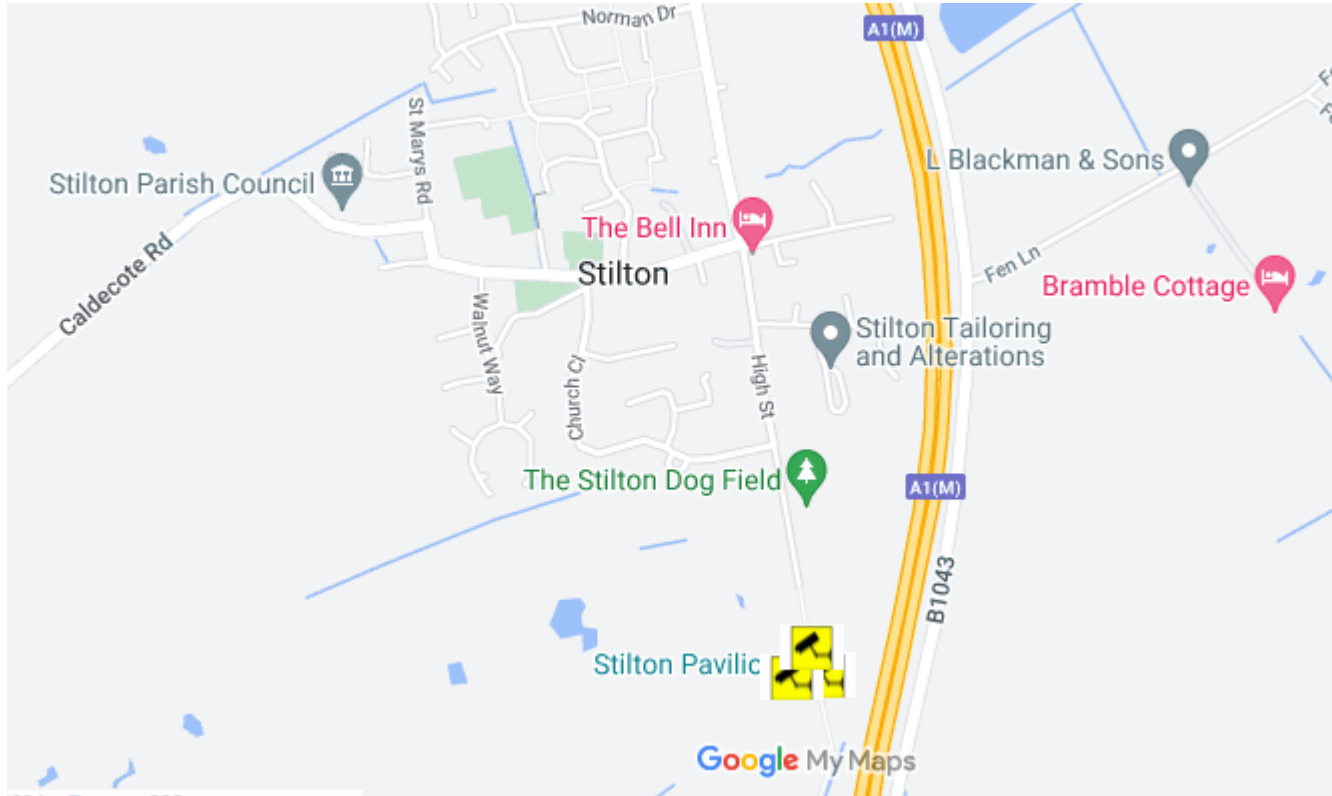 Norman Dr
A1(M)
St Marys Rd
L Blackman & Sons
Stilton Parish Council
The Bell Inn
Caldecote Rd
Stilton
Fen Ln
Bramble Cottage
Walnut Way
Stilton Tailoring
and Alterations
Church Cl
High St
The Stilton Dog Field
A1(M)
B1043
Stilton Pavilic
Google My Maps